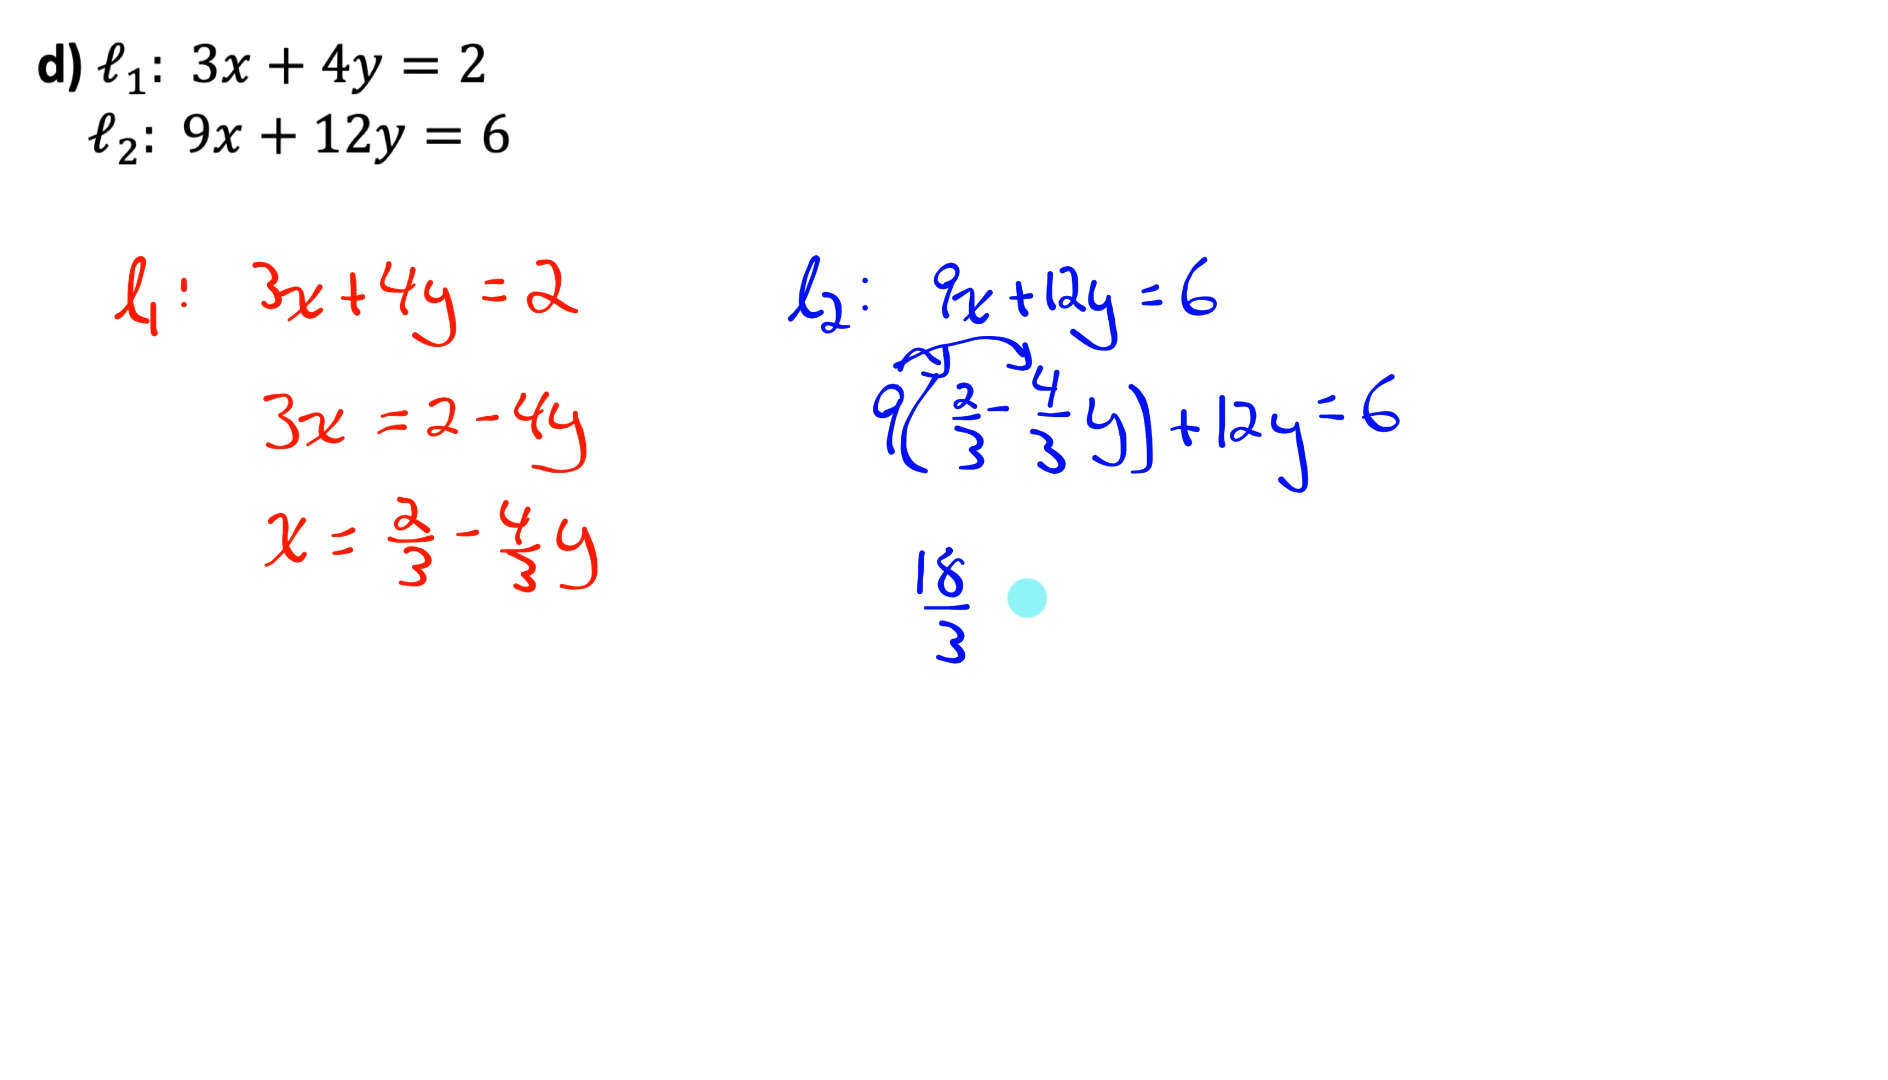 d) ℓ₁: 3x + 4y = 2
ℓ₂: 9x + 12y = 6
l₁: 3x+4y=2
3x = 2-4y
x = 2/3 - 4/3 y
l₂: 9x+12y=6
9(2/3 - 4/3 y)+12y=6
18/3